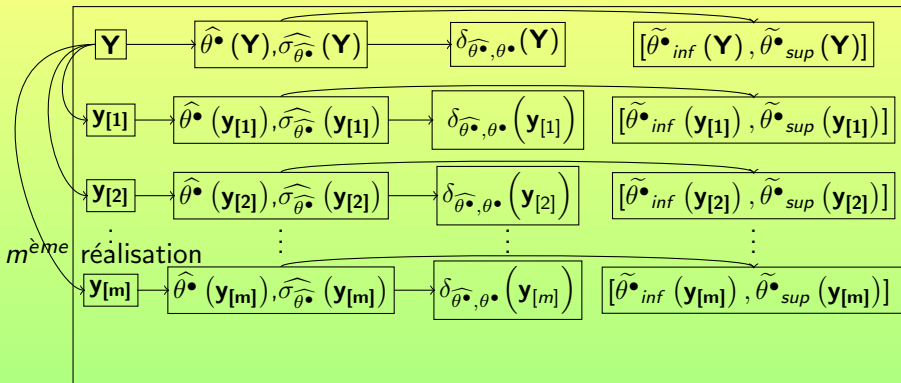 Y θ̂• (Y), σ̂_θ̂• (Y) δ_θ̂•,θ• (Y) [θ̃•_inf (Y) , θ̃•_sup (Y)]
y[1] θ̂• (y[1]), σ̂_θ̂• (y[1]) δ_θ̂•,θ• (y[1]) [θ̃•_inf (y[1]) , θ̃•_sup (y[1])]
y[2] θ̂• (y[2]), σ̂_θ̂• (y[2]) δ_θ̂•,θ• (y[2]) [θ̃•_inf (y[2]) , θ̃•_sup (y[2])]
⋮ ⋮ ⋮ ⋮
mème réalisation
y[m] θ̂• (y[m]), σ̂_θ̂• (y[m]) δ_θ̂•,θ• (y[m]) [θ̃•_inf (y[m]) , θ̃•_sup (y[m])]